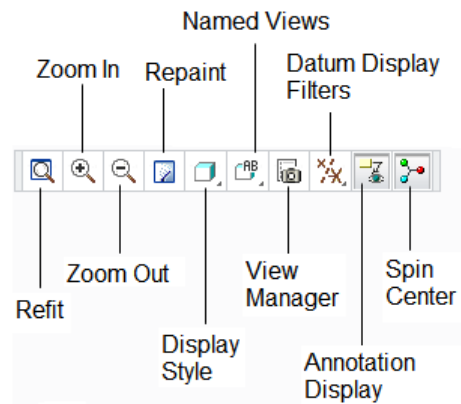 Named Views
Zoom In
Repaint
Datum Display
Filters
AB
Zoom Out
View
Manager
Spin
Center
Refit
Display
Style
Annotation
Display